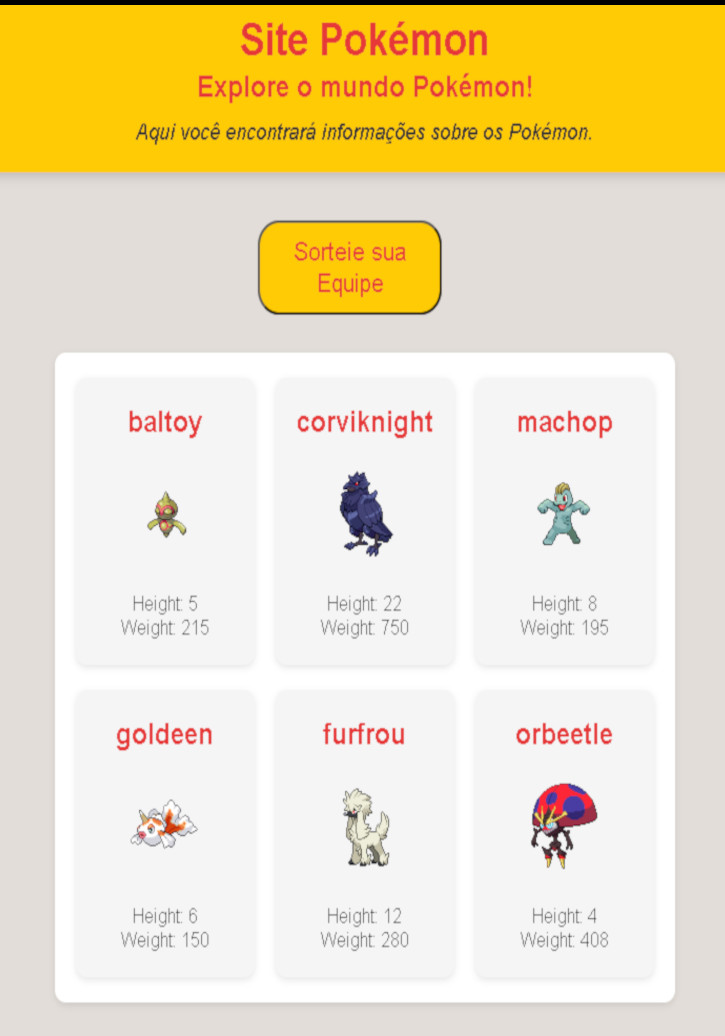 Site Pokémon
Explore o mundo Pokémon!
Aqui você encontrará informações sobre os Pokémon.
Sorteie sua
Equipe
baltoy
Height: 5
Weight: 215
corviknight
Height: 22
Weight: 750
machop
Height: 8
Weight: 195
goldeen
Height: 6
Weight: 150
furfrou
Height: 12
Weight: 280
orbeetle
Height: 4
Weight: 408